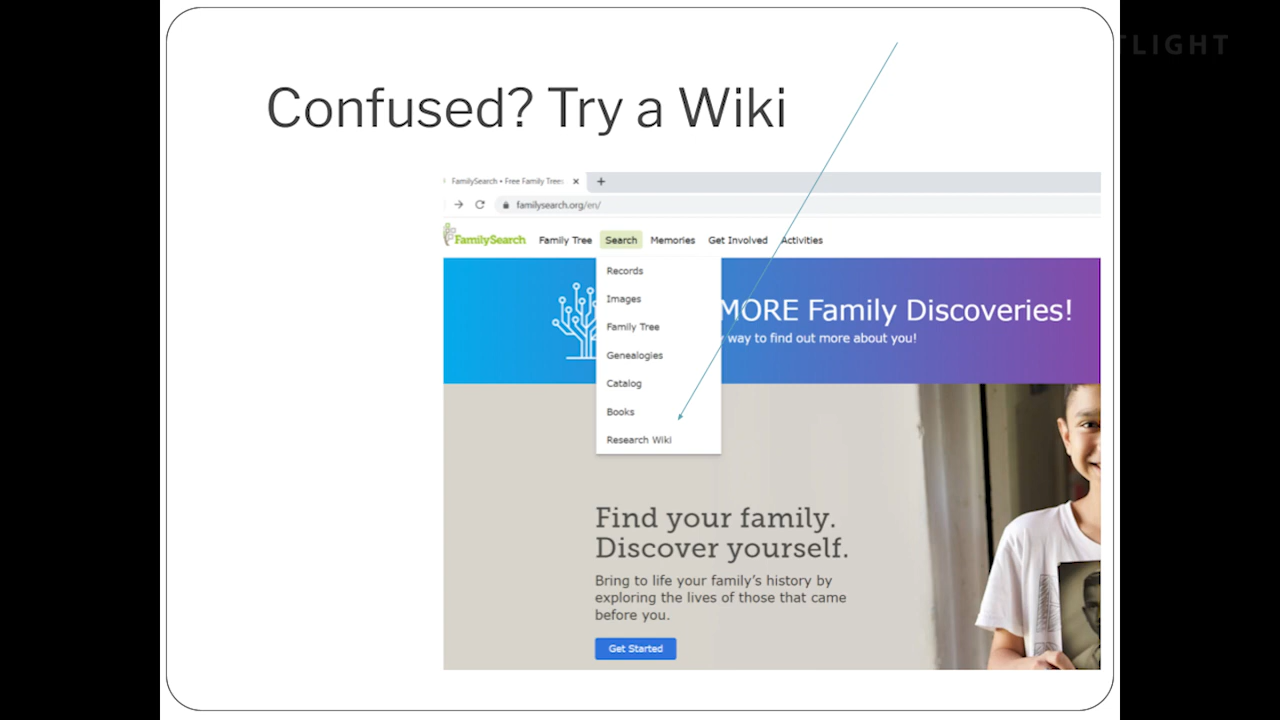 TLIGHT
Confused? Try a Wiki
FamilySearch • Free Family Tree
familysearch.org/en/
FamilySearch Family Tree Search Memories Get Involved Activities
Records
Images
Family Tree
Genealogies
Catalog
Books
Research Wiki
MORE Family Discoveries!
way to find out more about you!
Find your family.
Discover yourself.
Bring to life your family's history by
exploring the lives of those that came
before you.
Get Started